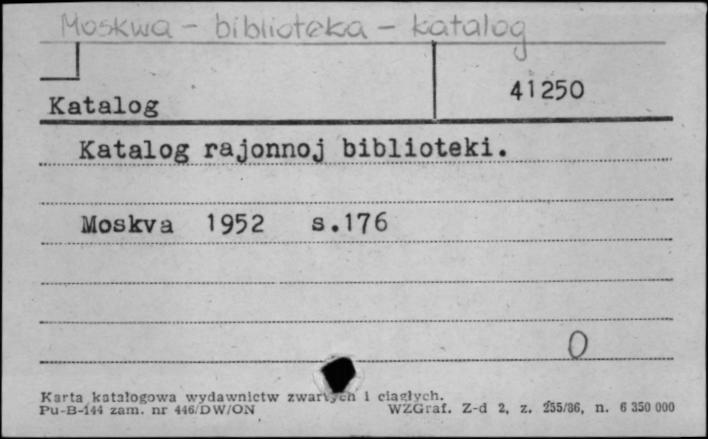 Moskwa - biblioteka - katalog
41250
Katalog
Katalog rajonnoj biblioteki.
Moskva 1952 s.176
O
Karta katalogowa wydawnictw zwartych i ciągłych.
Pu-B-144 zam. nr 446/DW/ON WZGraf. Z-d 2, z. 255/86, n. 6 350 000